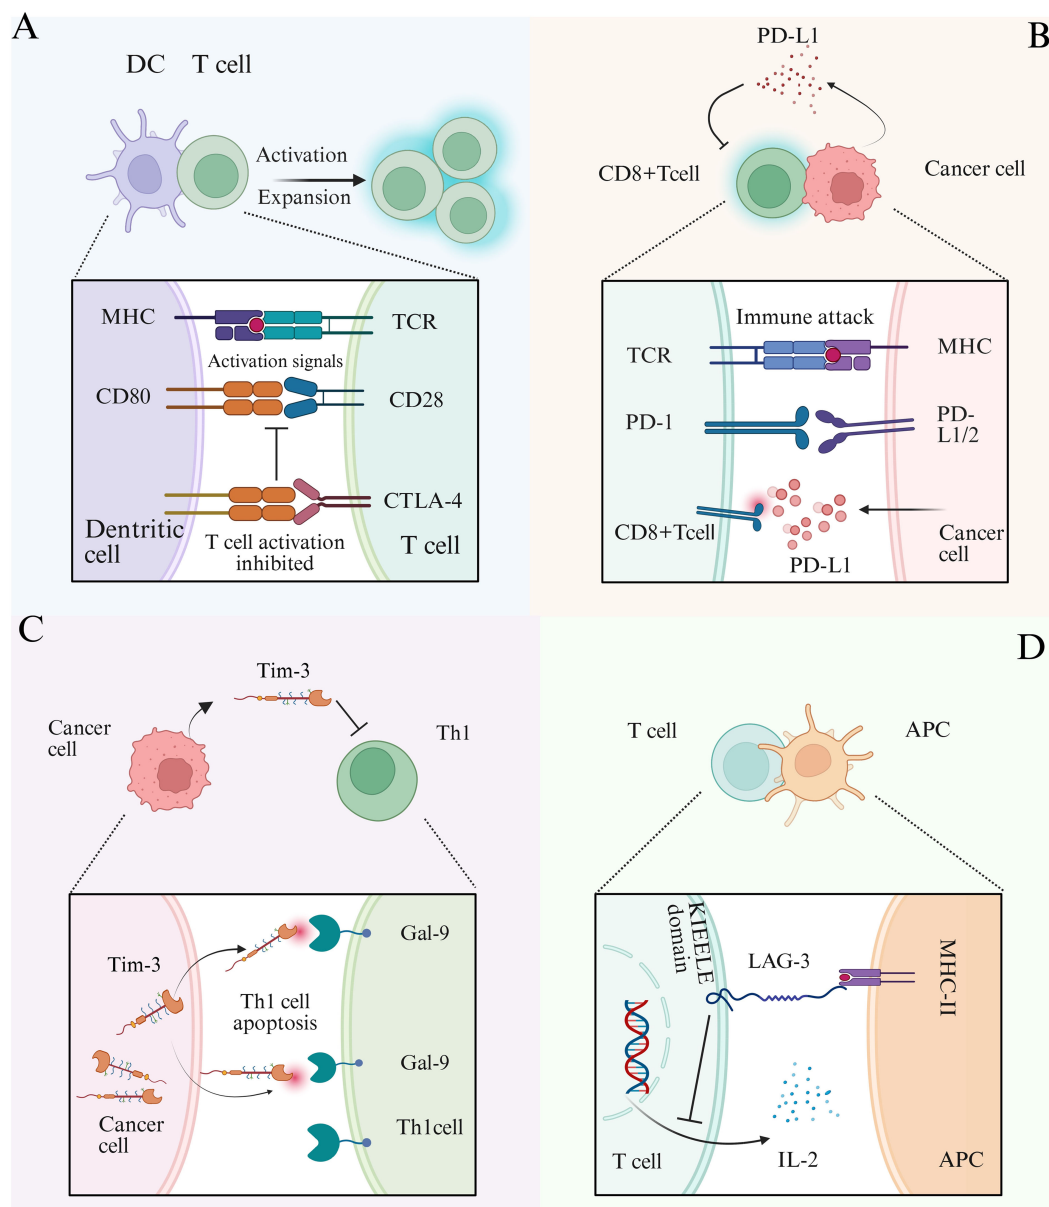 A
DC
T cell
Activation
Expansion
MHC
TCR
Activation signals
CD80
CD28
CTLA-4
Dentritic
cell
T cell activation
inhibited
T cell
B
PD-L1
CD8+Tcell
Cancer cell
Immune attack
TCR
MHC
PD-1
PD-
L1/2
CD8+Tcell
PD-L1
Cancer
cell
C
Tim-3
Cancer
cell
Th1
Tim-3
Gal-9
Th1 cell
apoptosis
Gal-9
Cancer
cell
Th1cell
D
T cell
APC
KIEELE
domain
LAG-3
MHC-II
T cell
IL-2
APC